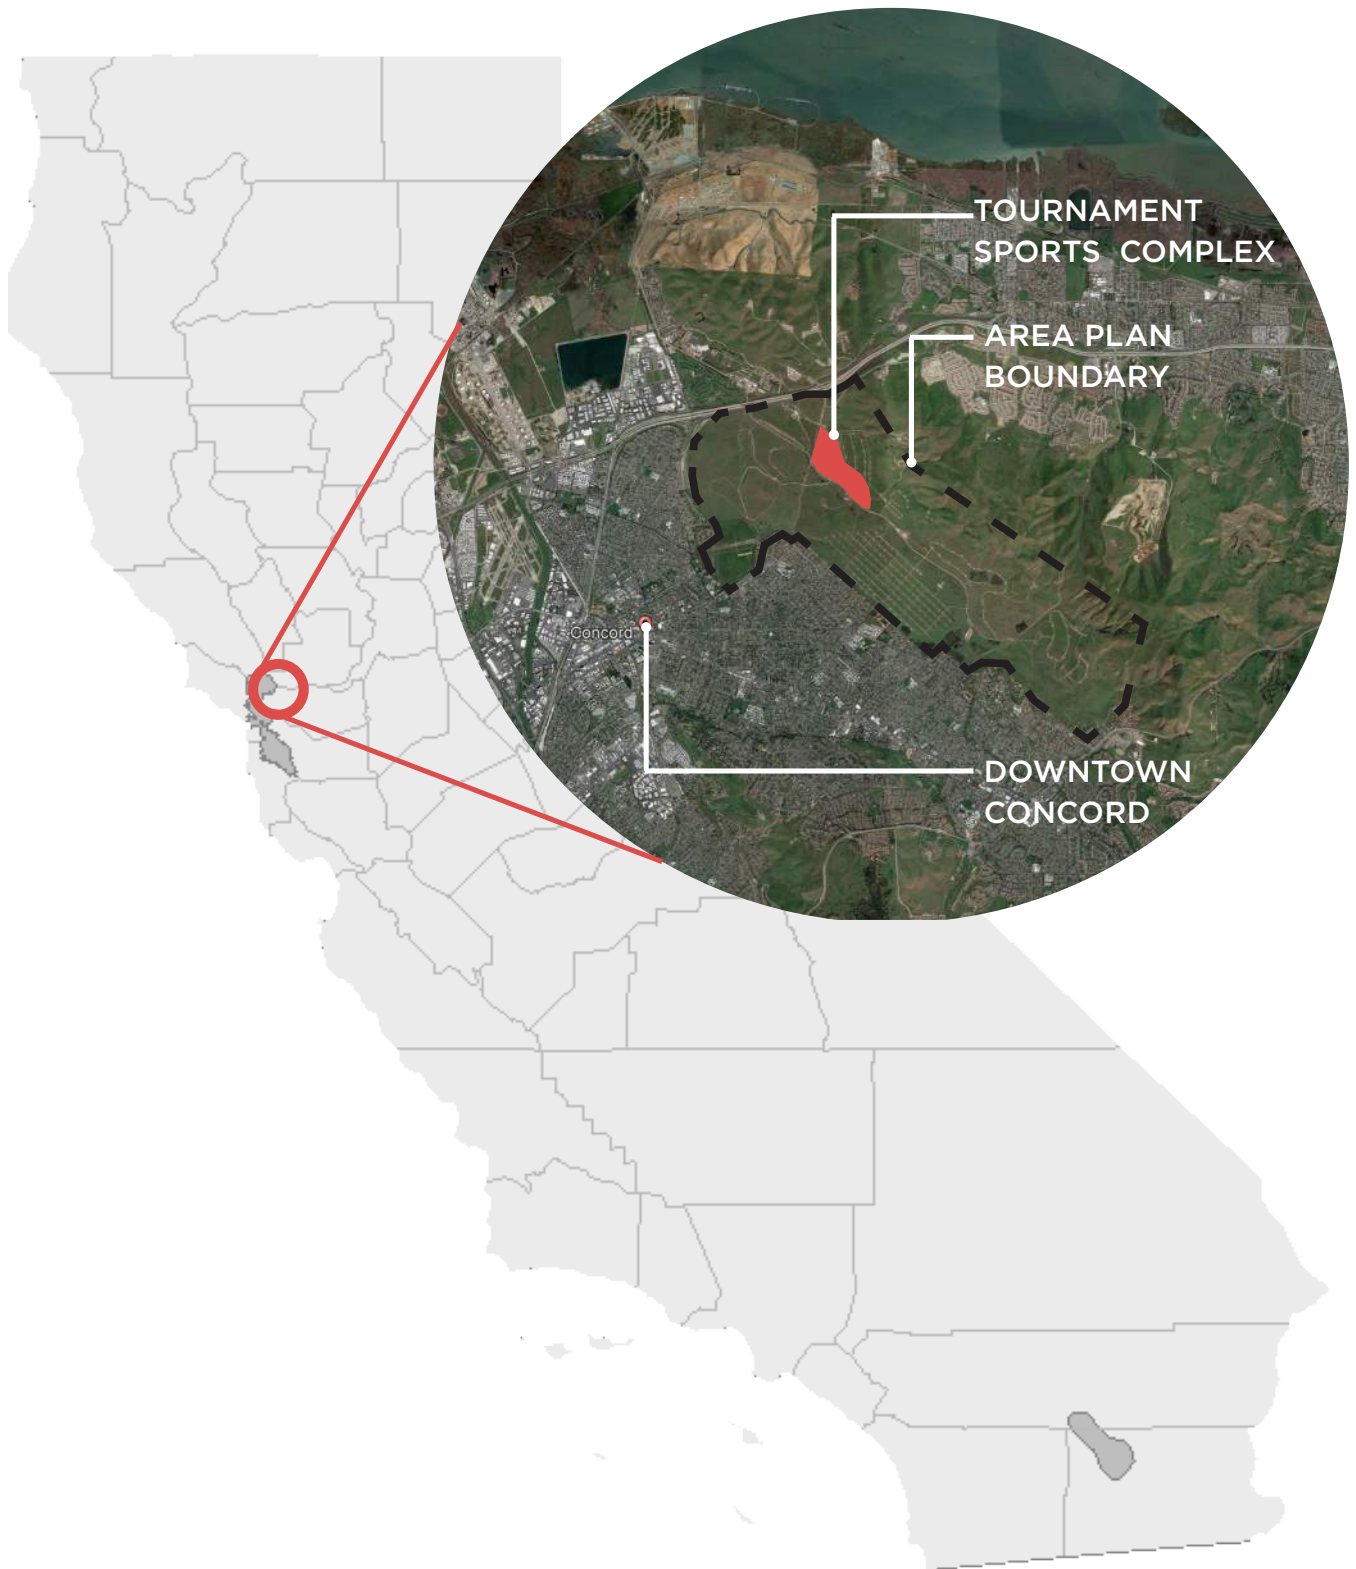 TOURNAMENT
SPORTS COMPLEX
AREA PLAN
BOUNDARY
Concord
DOWNTOWN
CONCORD